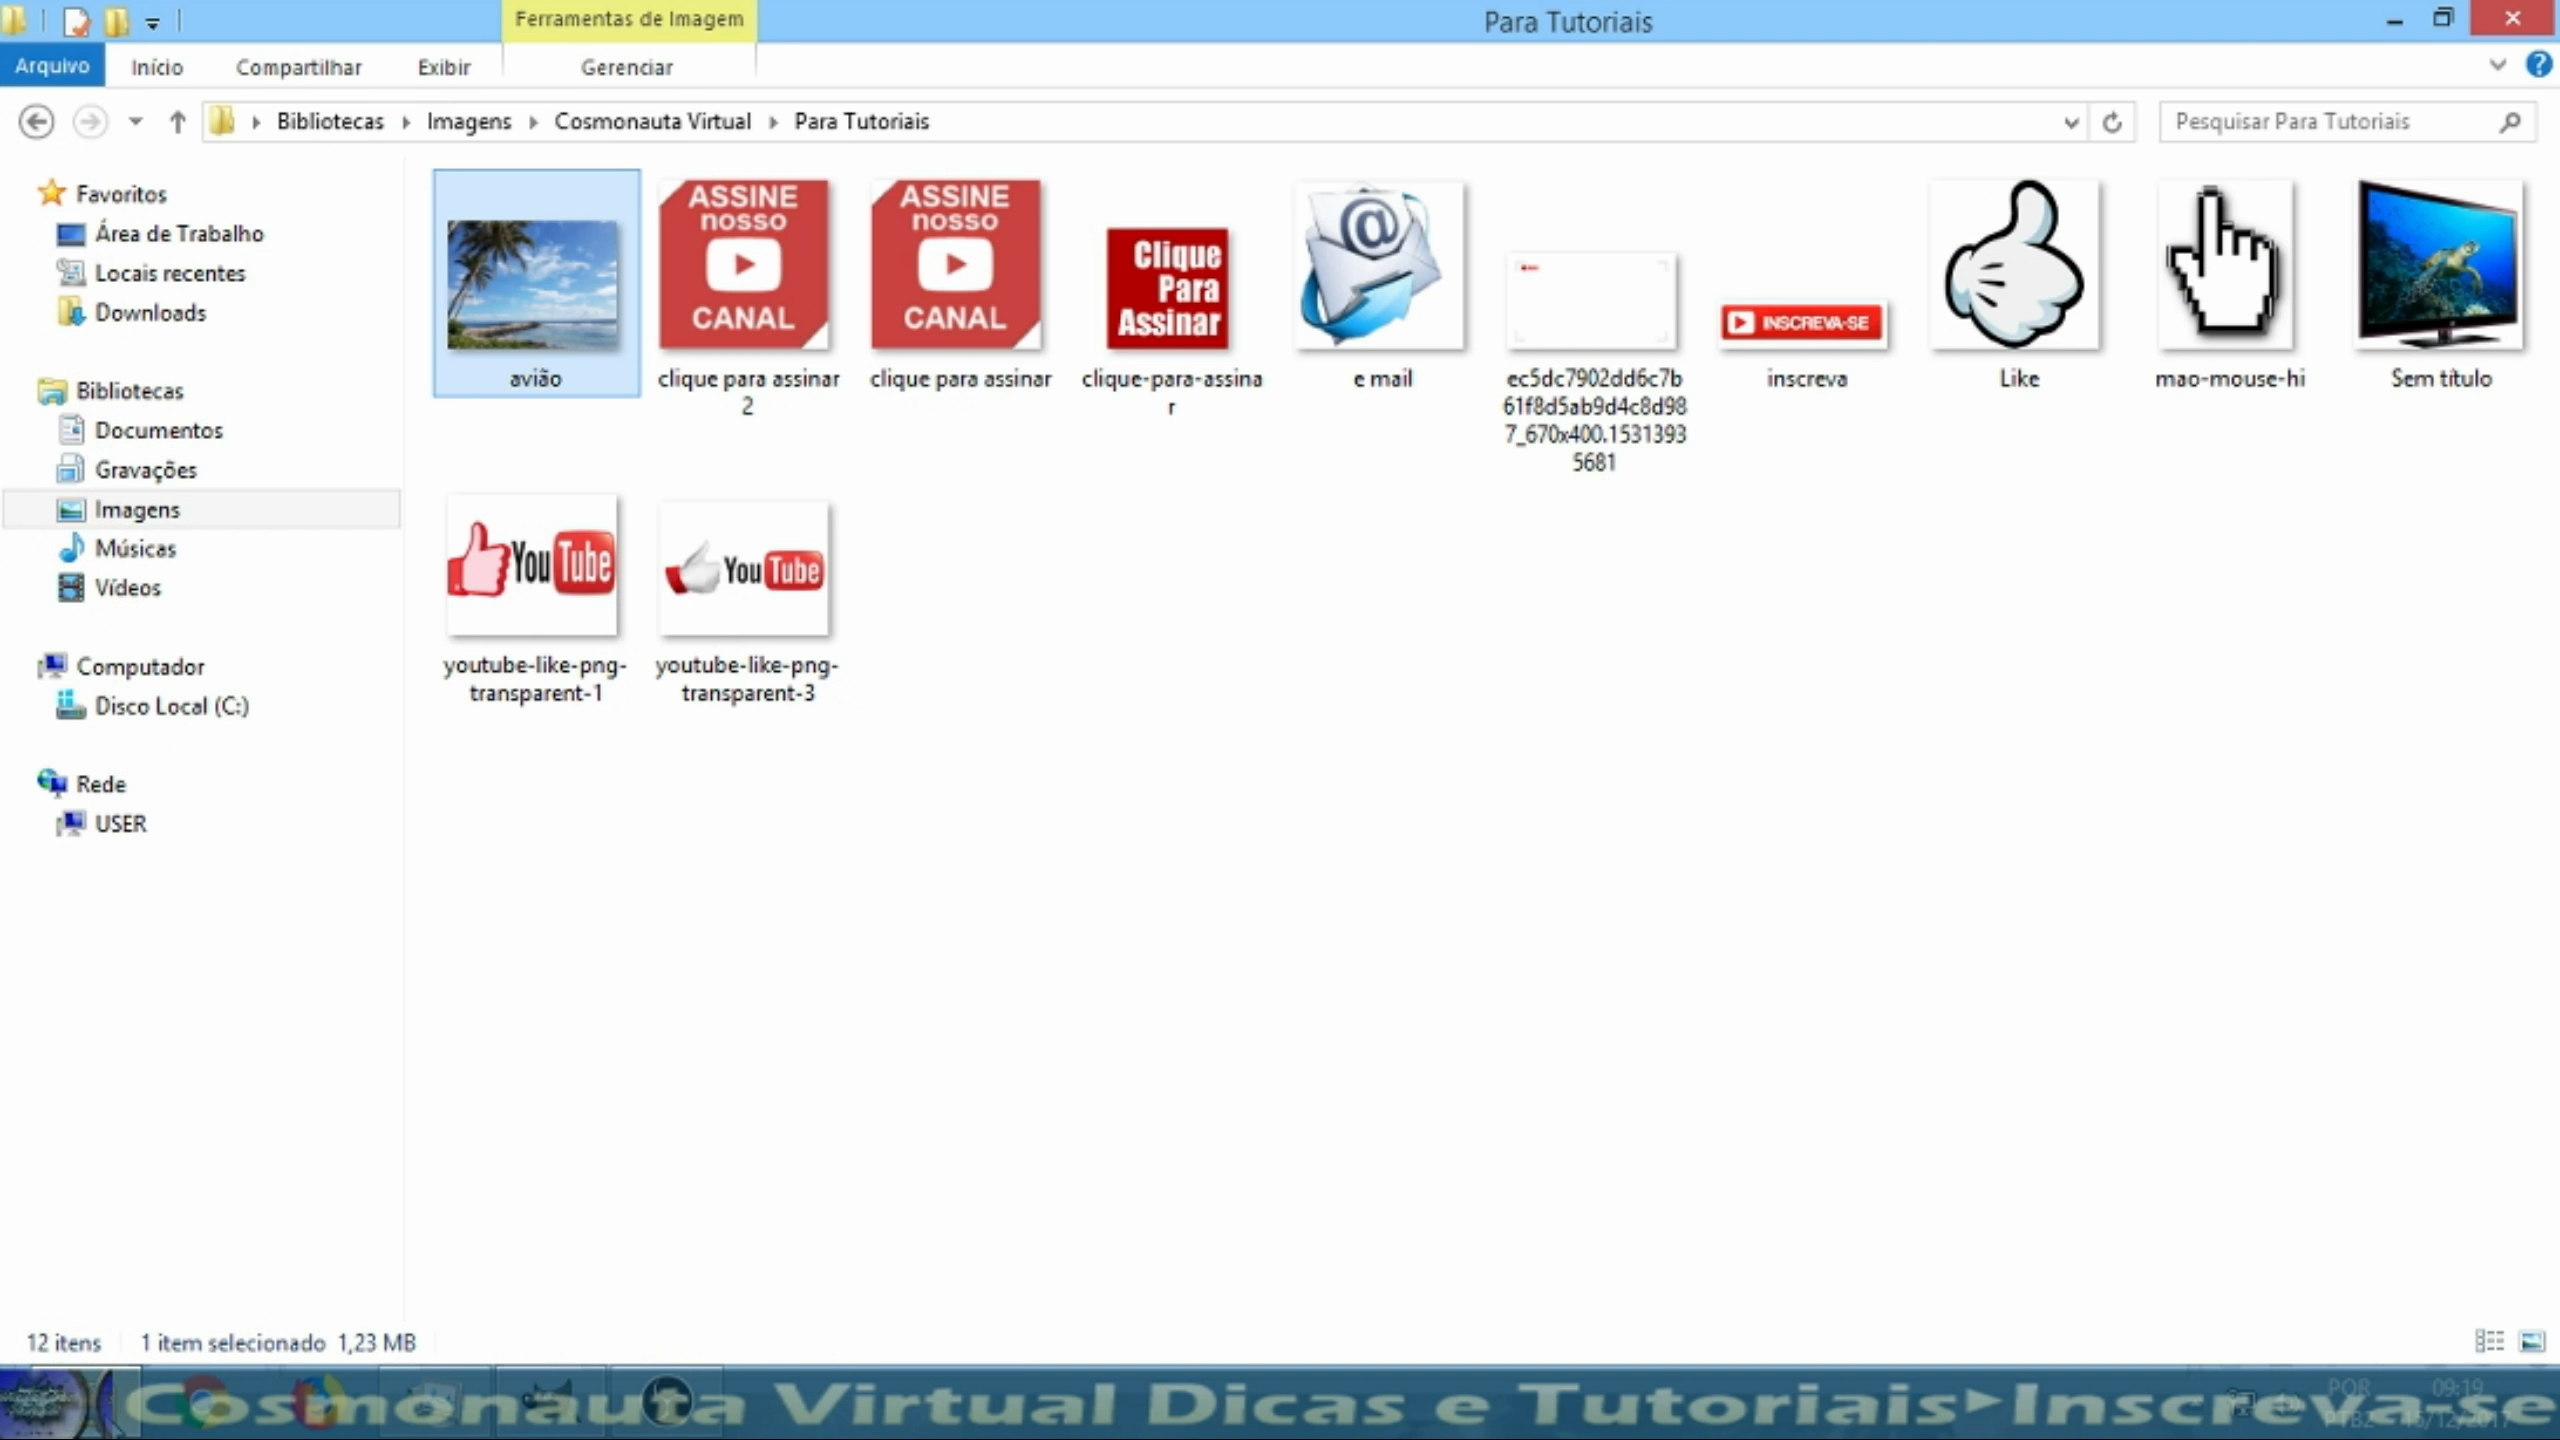 Ferramentas de Imagem
Para Tutoriais
Arquivo Início Compartilhar Exibir Gerenciar
Bibliotecas Imagens Cosmonauta Virtual Para Tutoriais
Pesquisar Para Tutoriais
Favoritos
Área de Trabalho
Locais recentes
Downloads
Bibliotecas
Documentos
Gravações
Imagens
Músicas
Vídeos
Computador
Disco Local (C:)
Rede
USER
avião
ASSINE
nosso
CANAL
clique para assinar
2
ASSINE
nosso
CANAL
clique para assinar
Clique
Para
Assinar
clique-para-assina
r
@
e mail
ec5dc7902dd6c7b
61f8d5ab9d4c8d98
7_670x400.1531393
5681
INSCREVA-SE
inscreva
Like
mao-mouse-hi
Sem título
YouTube
youtube-like-png-
transparent-1
YouTube
youtube-like-png-
transparent-3
12 itens 1 item selecionado 1,23 MB
Cosmonauta Virtual Dicas e Tutoriais▸Inscreva-se
POR
PTB2
09:19